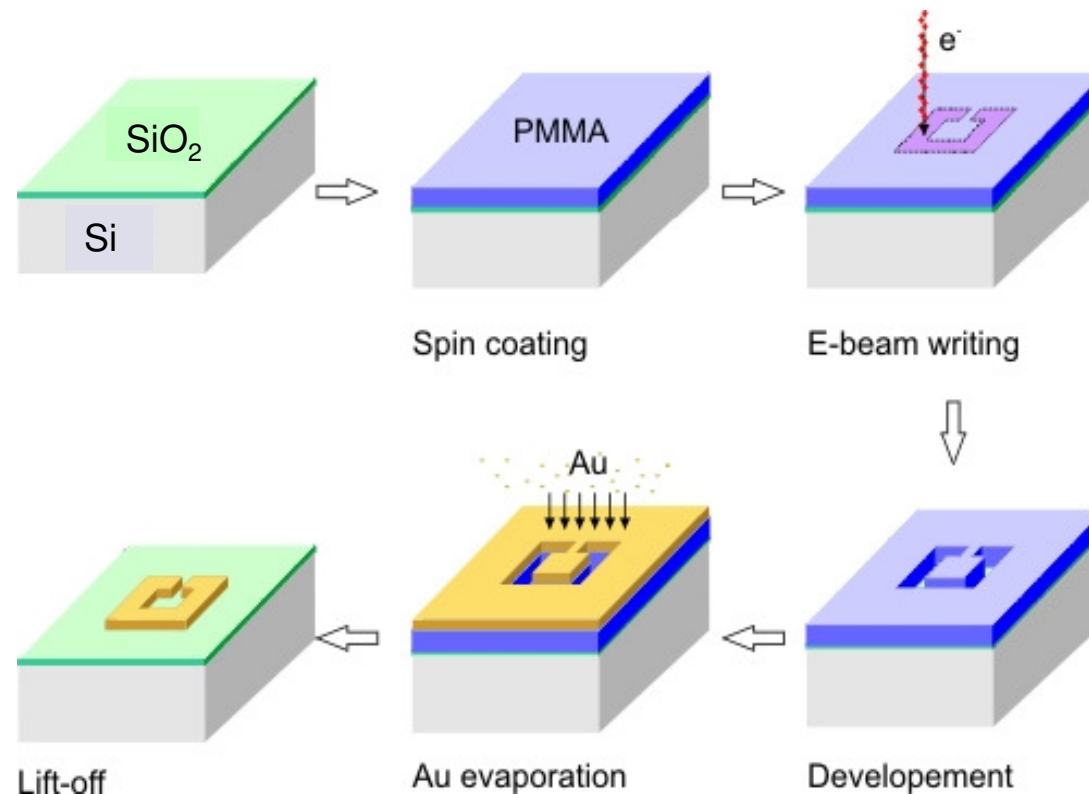 SiO₂
Si
PMMA
e⁻
Spin coating
E-beam writing
Au
Lift-off
Au evaporation
Developement